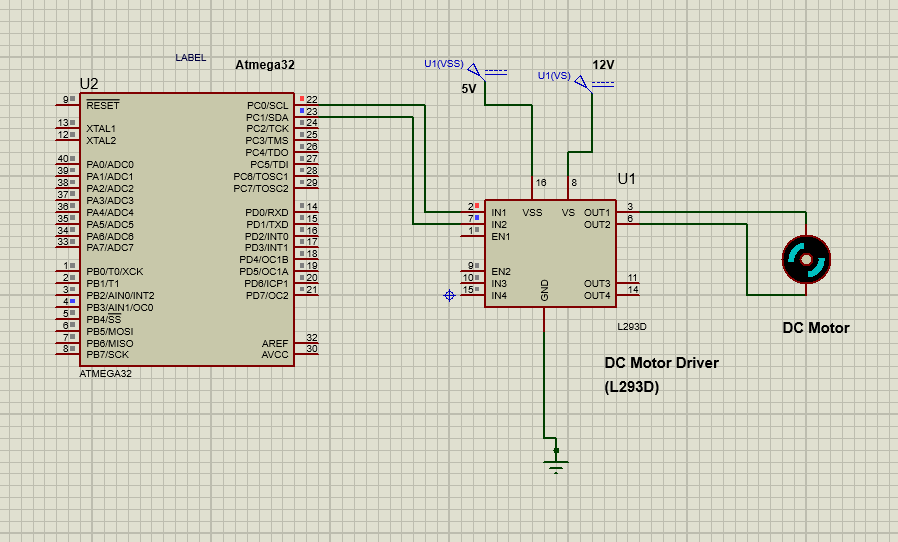 LABEL
Atmega32
U2
9 RESET
13 XTAL1
12 XTAL2
40 PA0/ADC0
39 PA1/ADC1
38 PA2/ADC2
37 PA3/ADC3
36 PA4/ADC4
35 PA5/ADC5
34 PA6/ADC6
33 PA7/ADC7
1 PB0/T0/XCK
2 PB1/T1
3 PB2/AIN0/INT2
4 PB3/AIN1/OC0
5 PB4/SS
6 PB5/MOSI
7 PB6/MISO
8 PB7/SCK
PC0/SCL 22
PC1/SDA 23
PC2/TCK 24
PC3/TMS 25
PC4/TDO 26
PC5/TDI 27
PC6/TOSC1 28
PC7/TOSC2 29
PD0/RXD 14
PD1/TXD 15
PD2/INT0 16
PD3/INT1 17
PD4/OC1B 18
PD5/OC1A 19
PD6/ICP1 20
PD7/OC2 21
AREF 32
AVCC 30
ATMEGA32
U1(VSS)
5V
U1(VS)
12V
U1
16
8
2 IN1
7 IN2
1 EN1
9 EN2
10 IN3
15 IN4
VSS
VS
OUT1 3
OUT2 6
OUT3 11
OUT4 14
GND
L293D
DC Motor Driver
(L293D)
DC Motor